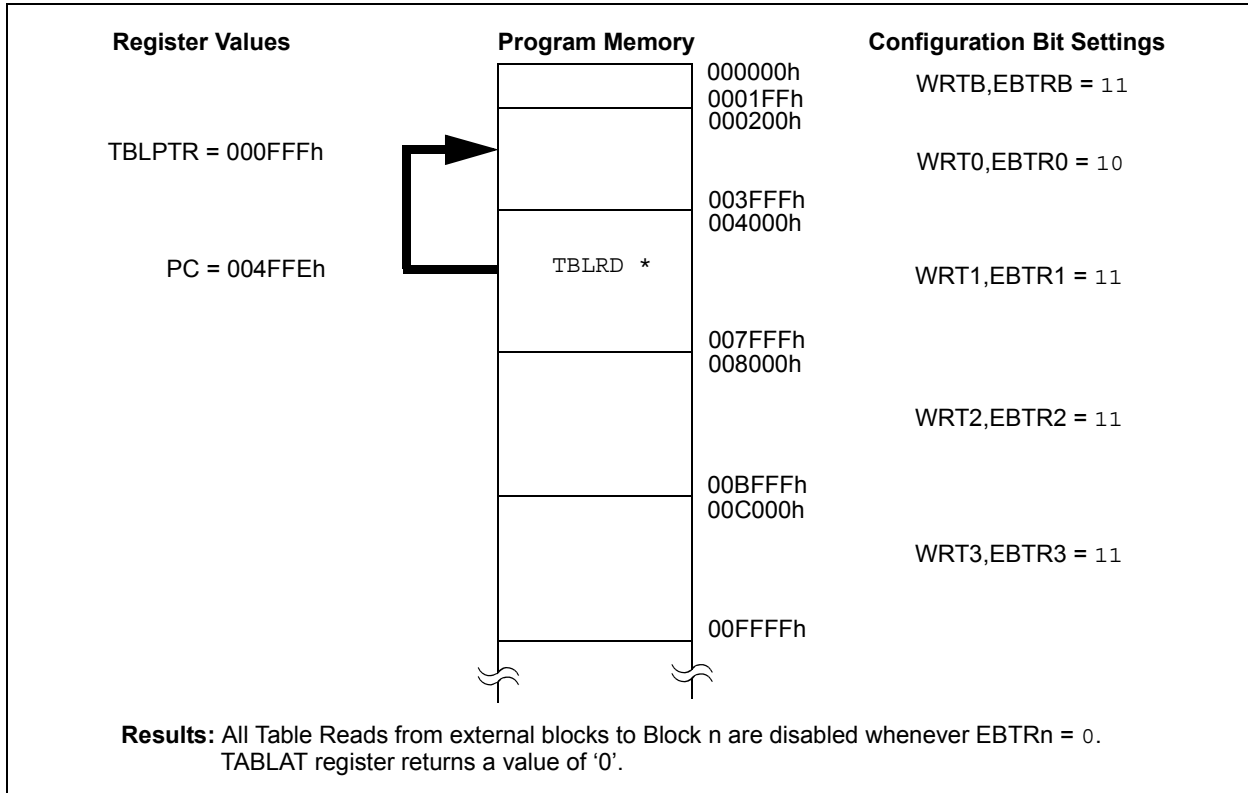 Register Values
Program Memory
Configuration Bit Settings
000000h
WRTB,EBTRB = 11
0001FFh
000200h
TBLPTR = 000FFFh
WRT0,EBTR0 = 10
003FFFh
004000h
PC = 004FFEh
TBLRD *
WRT1,EBTR1 = 11
007FFFh
008000h
WRT2,EBTR2 = 11
00BFFFh
00C000h
WRT3,EBTR3 = 11
00FFFFh
Results: All Table Reads from external blocks to Block n are disabled whenever EBTRn = 0.
TABLAT register returns a value of ‘0’.